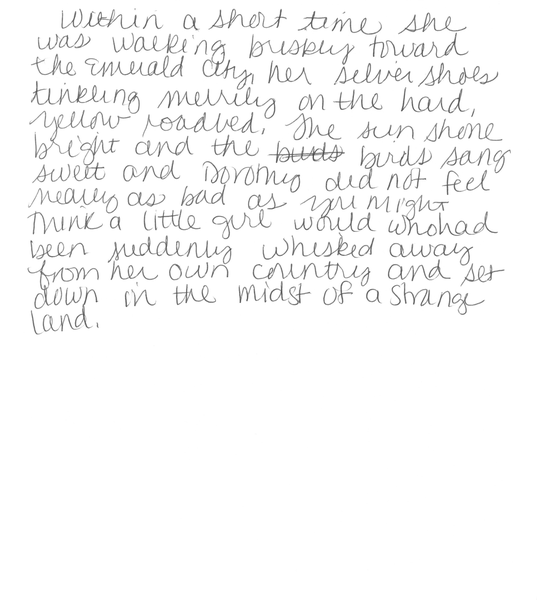 Within a short time she
was walking briskly toward
the Emerald City, her silver shoes
tinkling merrily on the hard,
yellow roadbed. The sun shone
bright and the birds sang
sweet and Dorothy did not feel
nearly as bad as you might
think a little girl would who had
been suddenly whisked away
from her own country and set
down in the midst of a strange
land.